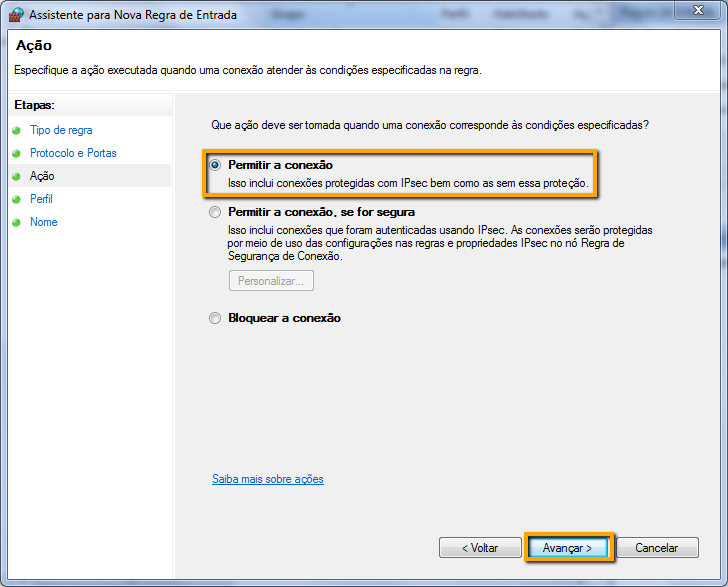 Assistente para Nova Regra de Entrada
Ação
Especifique a ação executada quando uma conexão atender às condições especificadas na regra.
Etapas:
Tipo de regra
Protocolo e Portas
Ação
Perfil
Nome
Que ação deve ser tomada quando uma conexão corresponde às condições especificadas?
Permitir a conexão
Isso inclui conexões protegidas com IPsec bem como as sem essa proteção.
Permitir a conexão, se for segura
Isso inclui conexões que foram autenticadas usando IPsec. As conexões serão protegidas
por meio de uso das configurações nas regras e propriedades IPsec no nó Regra de
Segurança de Conexão.
Personalizar...
Bloquear a conexão
Saiba mais sobre ações
< Voltar
Avançar >
Cancelar